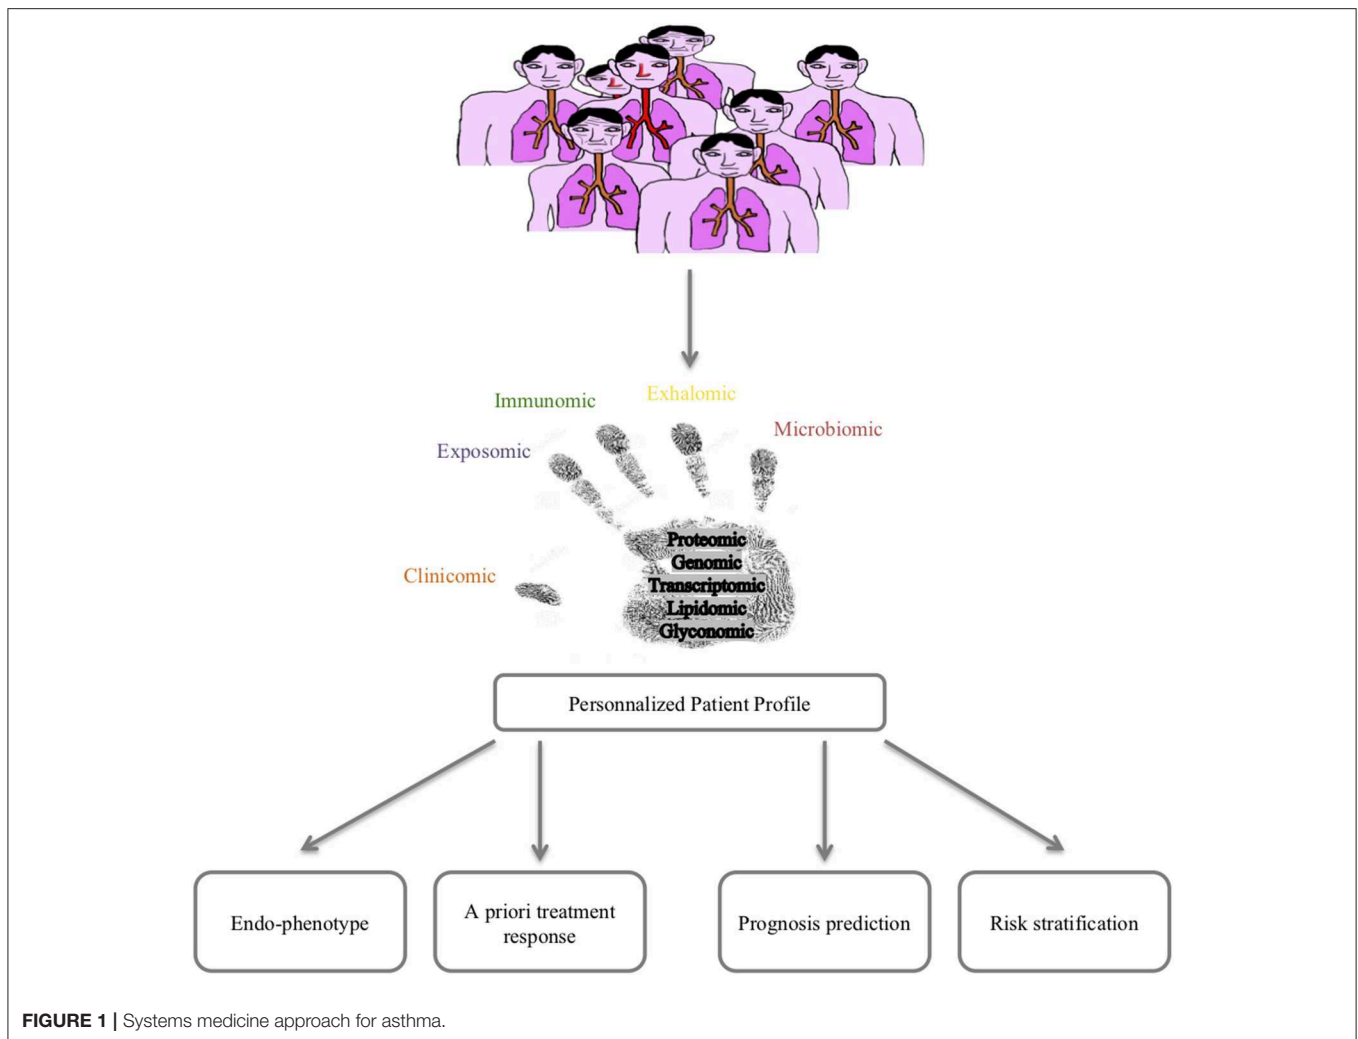 Exhalomic
Immunomic
Microbiomic
Exposomic
Clinicomic
Proteomic
Genomic
Transcriptomic
Lipidomic
Glyconomic
Personnalized Patient Profile
Endo-phenotype
A priori treatment
response
Prognosis prediction
Risk stratification
FIGURE 1 | Systems medicine approach for asthma.